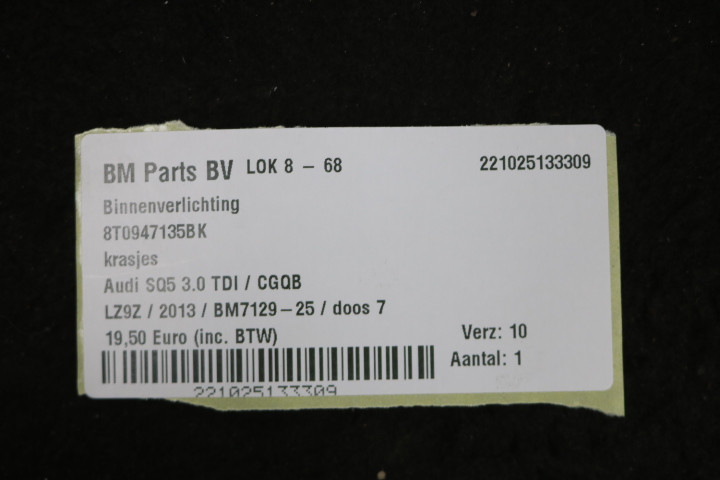 BM Parts BV LOK 8 - 68 221025133309
Binnenverlichting
8T0947135BK
krasjes
Audi SQ5 3.0 TDI / CGQB
LZ9Z / 2013 / BM7129-25 / doos 7
19,50 Euro (inc. BTW) Verz: 10
Aantal: 1
221025133309